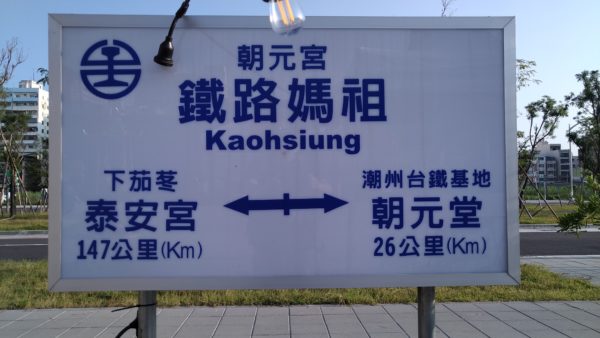 朝元宮
鐵路媽祖
Kaohsiung
下茄苳
泰安宮
147公里(Km)
潮州台鐵基地
朝元堂
26公里(Km)